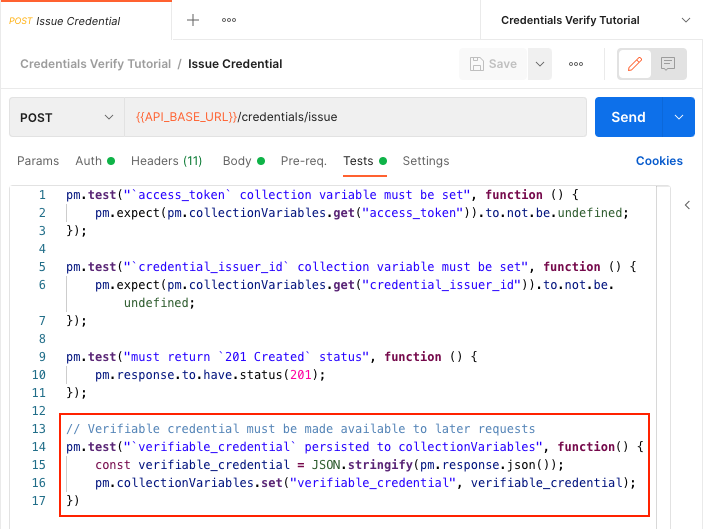 POST Issue Credential
Credentials Verify Tutorial
Credentials Verify Tutorial / Issue Credential
Save
POST
{{API_BASE_URL}}/credentials/issue
Send
Params Auth Headers (11) Body Pre-req. Tests Settings Cookies
1 pm.test("`access_token` collection variable must be set", function () {
2     pm.expect(pm.collectionVariables.get("access_token")).to.not.be.undefined;
3 });
4
5 pm.test("`credential_issuer_id` collection variable must be set", function () {
6     pm.expect(pm.collectionVariables.get("credential_issuer_id")).to.not.be.
undefined;
7 });
8
9 pm.test("must return `201 Created` status", function () {
10     pm.response.to.have.status(201);
11 });
12
13 // Verifiable credential must be made available to later requests
14 pm.test("`verifiable_credential` persisted to collectionVariables", function() {
15     const verifiable_credential = JSON.stringify(pm.response.json());
16     pm.collectionVariables.set("verifiable_credential", verifiable_credential);
17 })